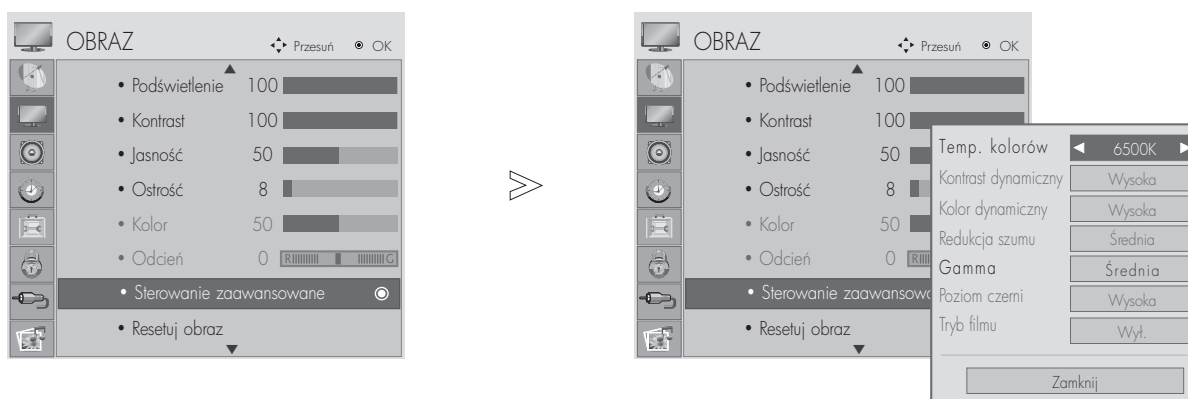 OBRAZ Przesuń OK
• Podświetlenie 100
• Kontrast 100
• Jasność 50
• Ostrość 8
• Kolor 50
• Odcień 0 R G
• Sterowanie zaawansowane
• Resetuj obraz
OBRAZ Przesuń OK
• Podświetlenie 100
• Kontrast 100
• Jasność 50
• Ostrość 8
• Kolor 50
• Odcień 0 R
• Sterowanie zaawansowa
• Resetuj obraz
Temp. kolorów 6500K
Kontrast dynamiczny Wysoka
Kolor dynamiczny Wysoka
Redukcja szumu Średnia
Gamma Średnia
Poziom czerni Wysoka
Tryb filmu Wył.
Zamknij